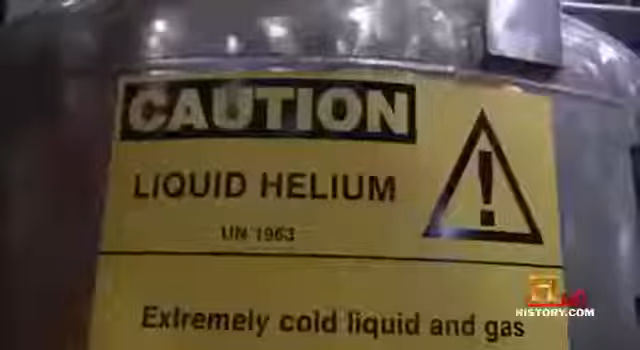 CAUTION
LIQUID HELIUM
UN 1963
Extremely cold liquid and gas
HISTORY.COM